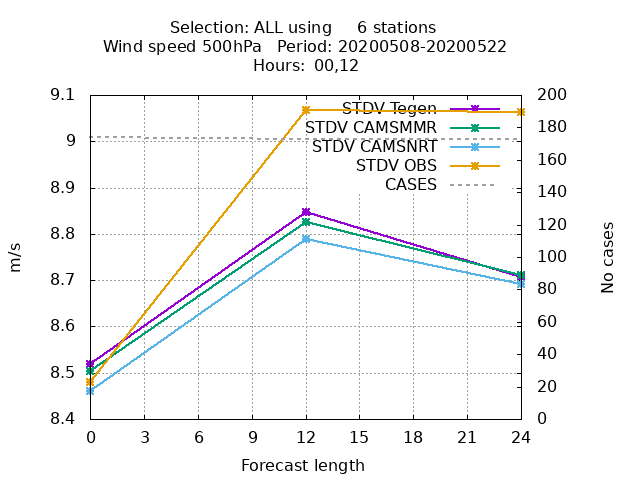 Selection: ALL using     6 stations
Wind speed 500hPa   Period: 20200508-20200522
Hours:  00,12
9.1
9
8.9
8.8
8.7
8.6
8.5
8.4
m/s
STDV Tegen
STDV CAMSMMR
STDV CAMSNRT
STDV OBS
CASES
200
180
160
140
120
100
80
60
40
20
0
No cases
0 3 6 9 12 15 18 21 24
Forecast length